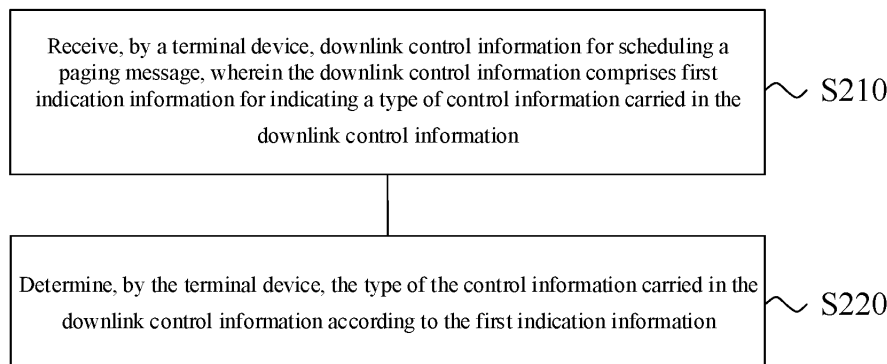 Receive, by a terminal device, downlink control information for scheduling a
paging message, wherein the downlink control information comprises first
indication information for indicating a type of control information carried in the
downlink control information
S210
Determine, by the terminal device, the type of the control information carried in the
downlink control information according to the first indication information
S220